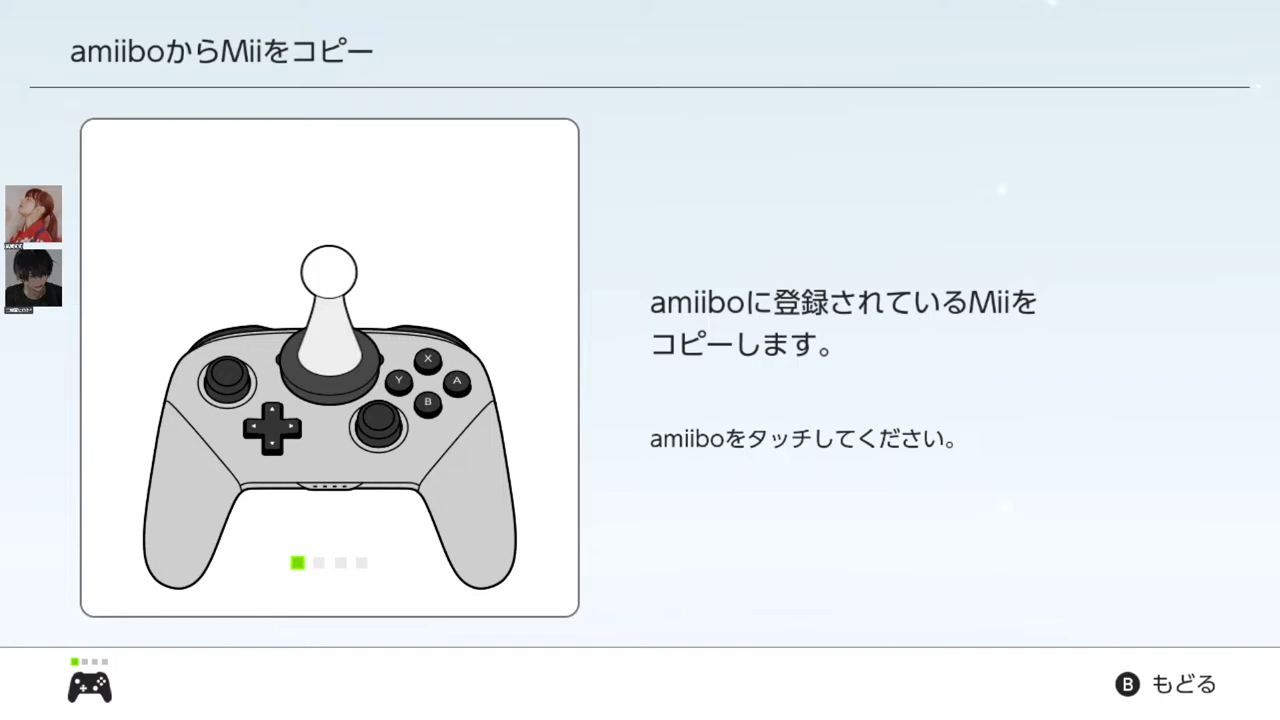 amiiboからMiiをコピー
amiiboに登録されているMiiを
コピーします。
amiiboをタッチしてください。
X
Y
A
B
B もどる